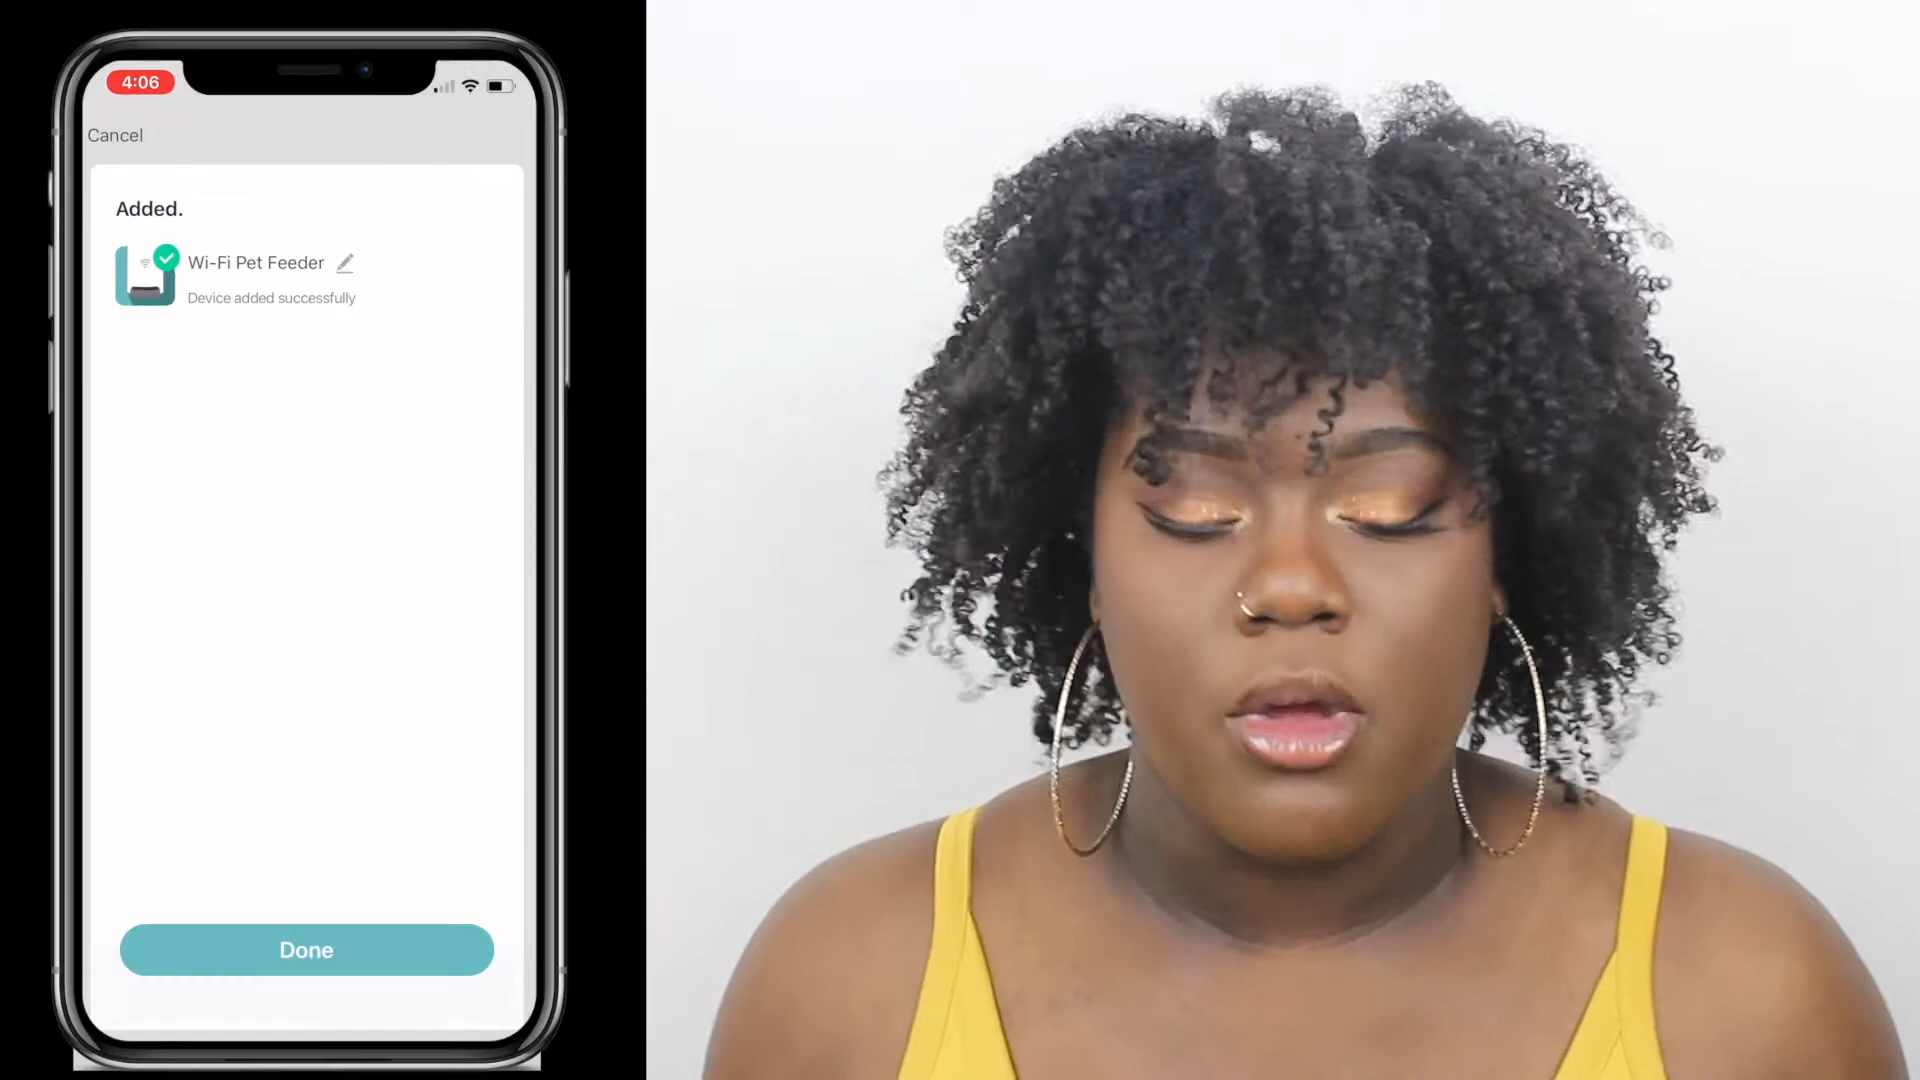 4:06
Cancel
Added.
Wi-Fi Pet Feeder
Device added successfully
Done